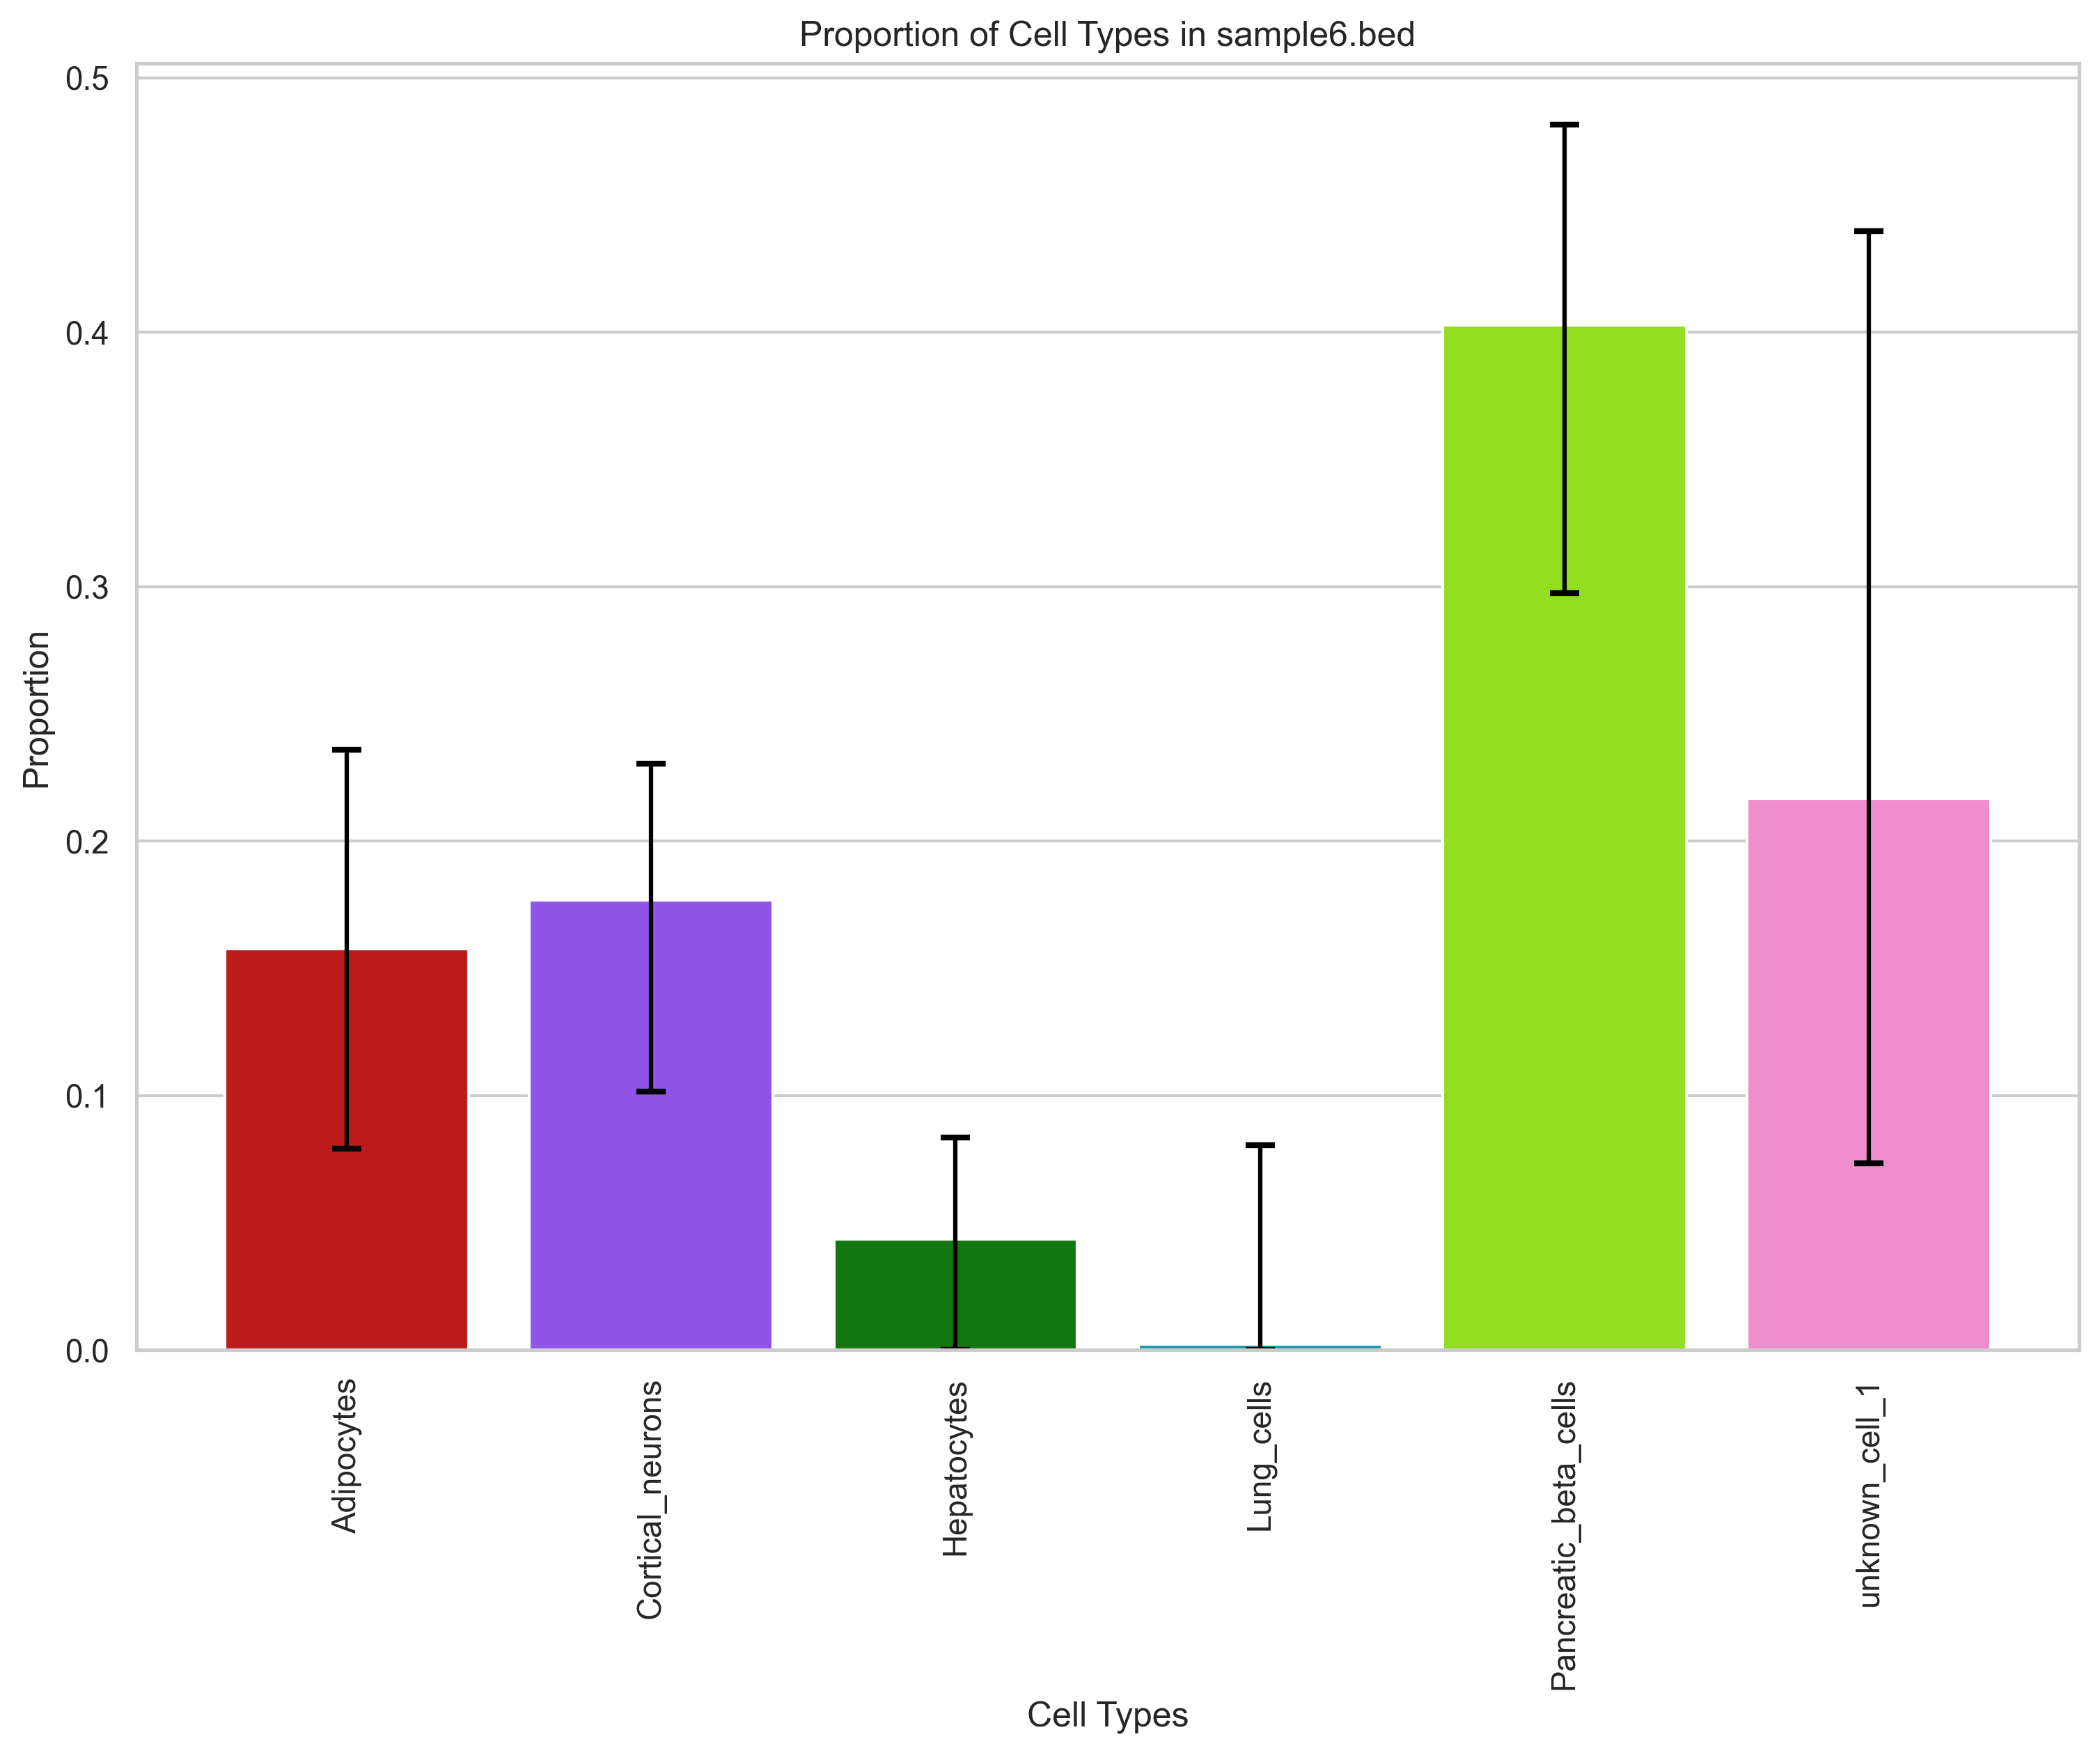 Proportion of Cell Types in sample6.bed
0.5
0.4
0.3
0.2
0.1
0.0
Proportion
Adipocytes
Cortical_neurons
Hepatocytes
Lung_cells
Pancreatic_beta_cells
unknown_cell_1
Cell Types